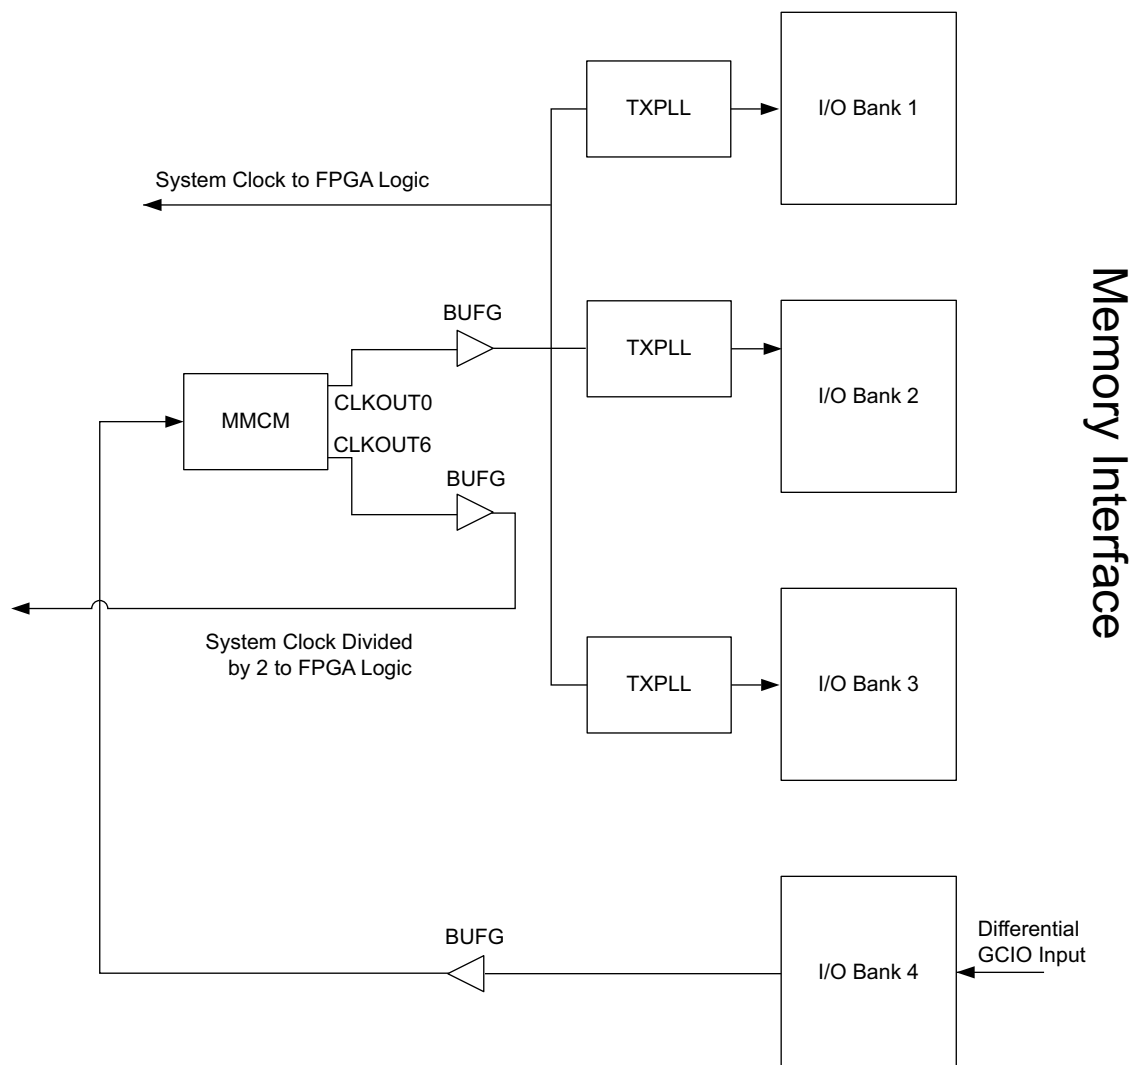 TXPLL
I/O Bank 1
System Clock to FPGA Logic
BUFG
TXPLL
I/O Bank 2
MMCM
CLKOUT0
CLKOUT6
BUFG
System Clock Divided
by 2 to FPGA Logic
TXPLL
I/O Bank 3
Memory Interface
BUFG
I/O Bank 4
Differential
GCIO Input